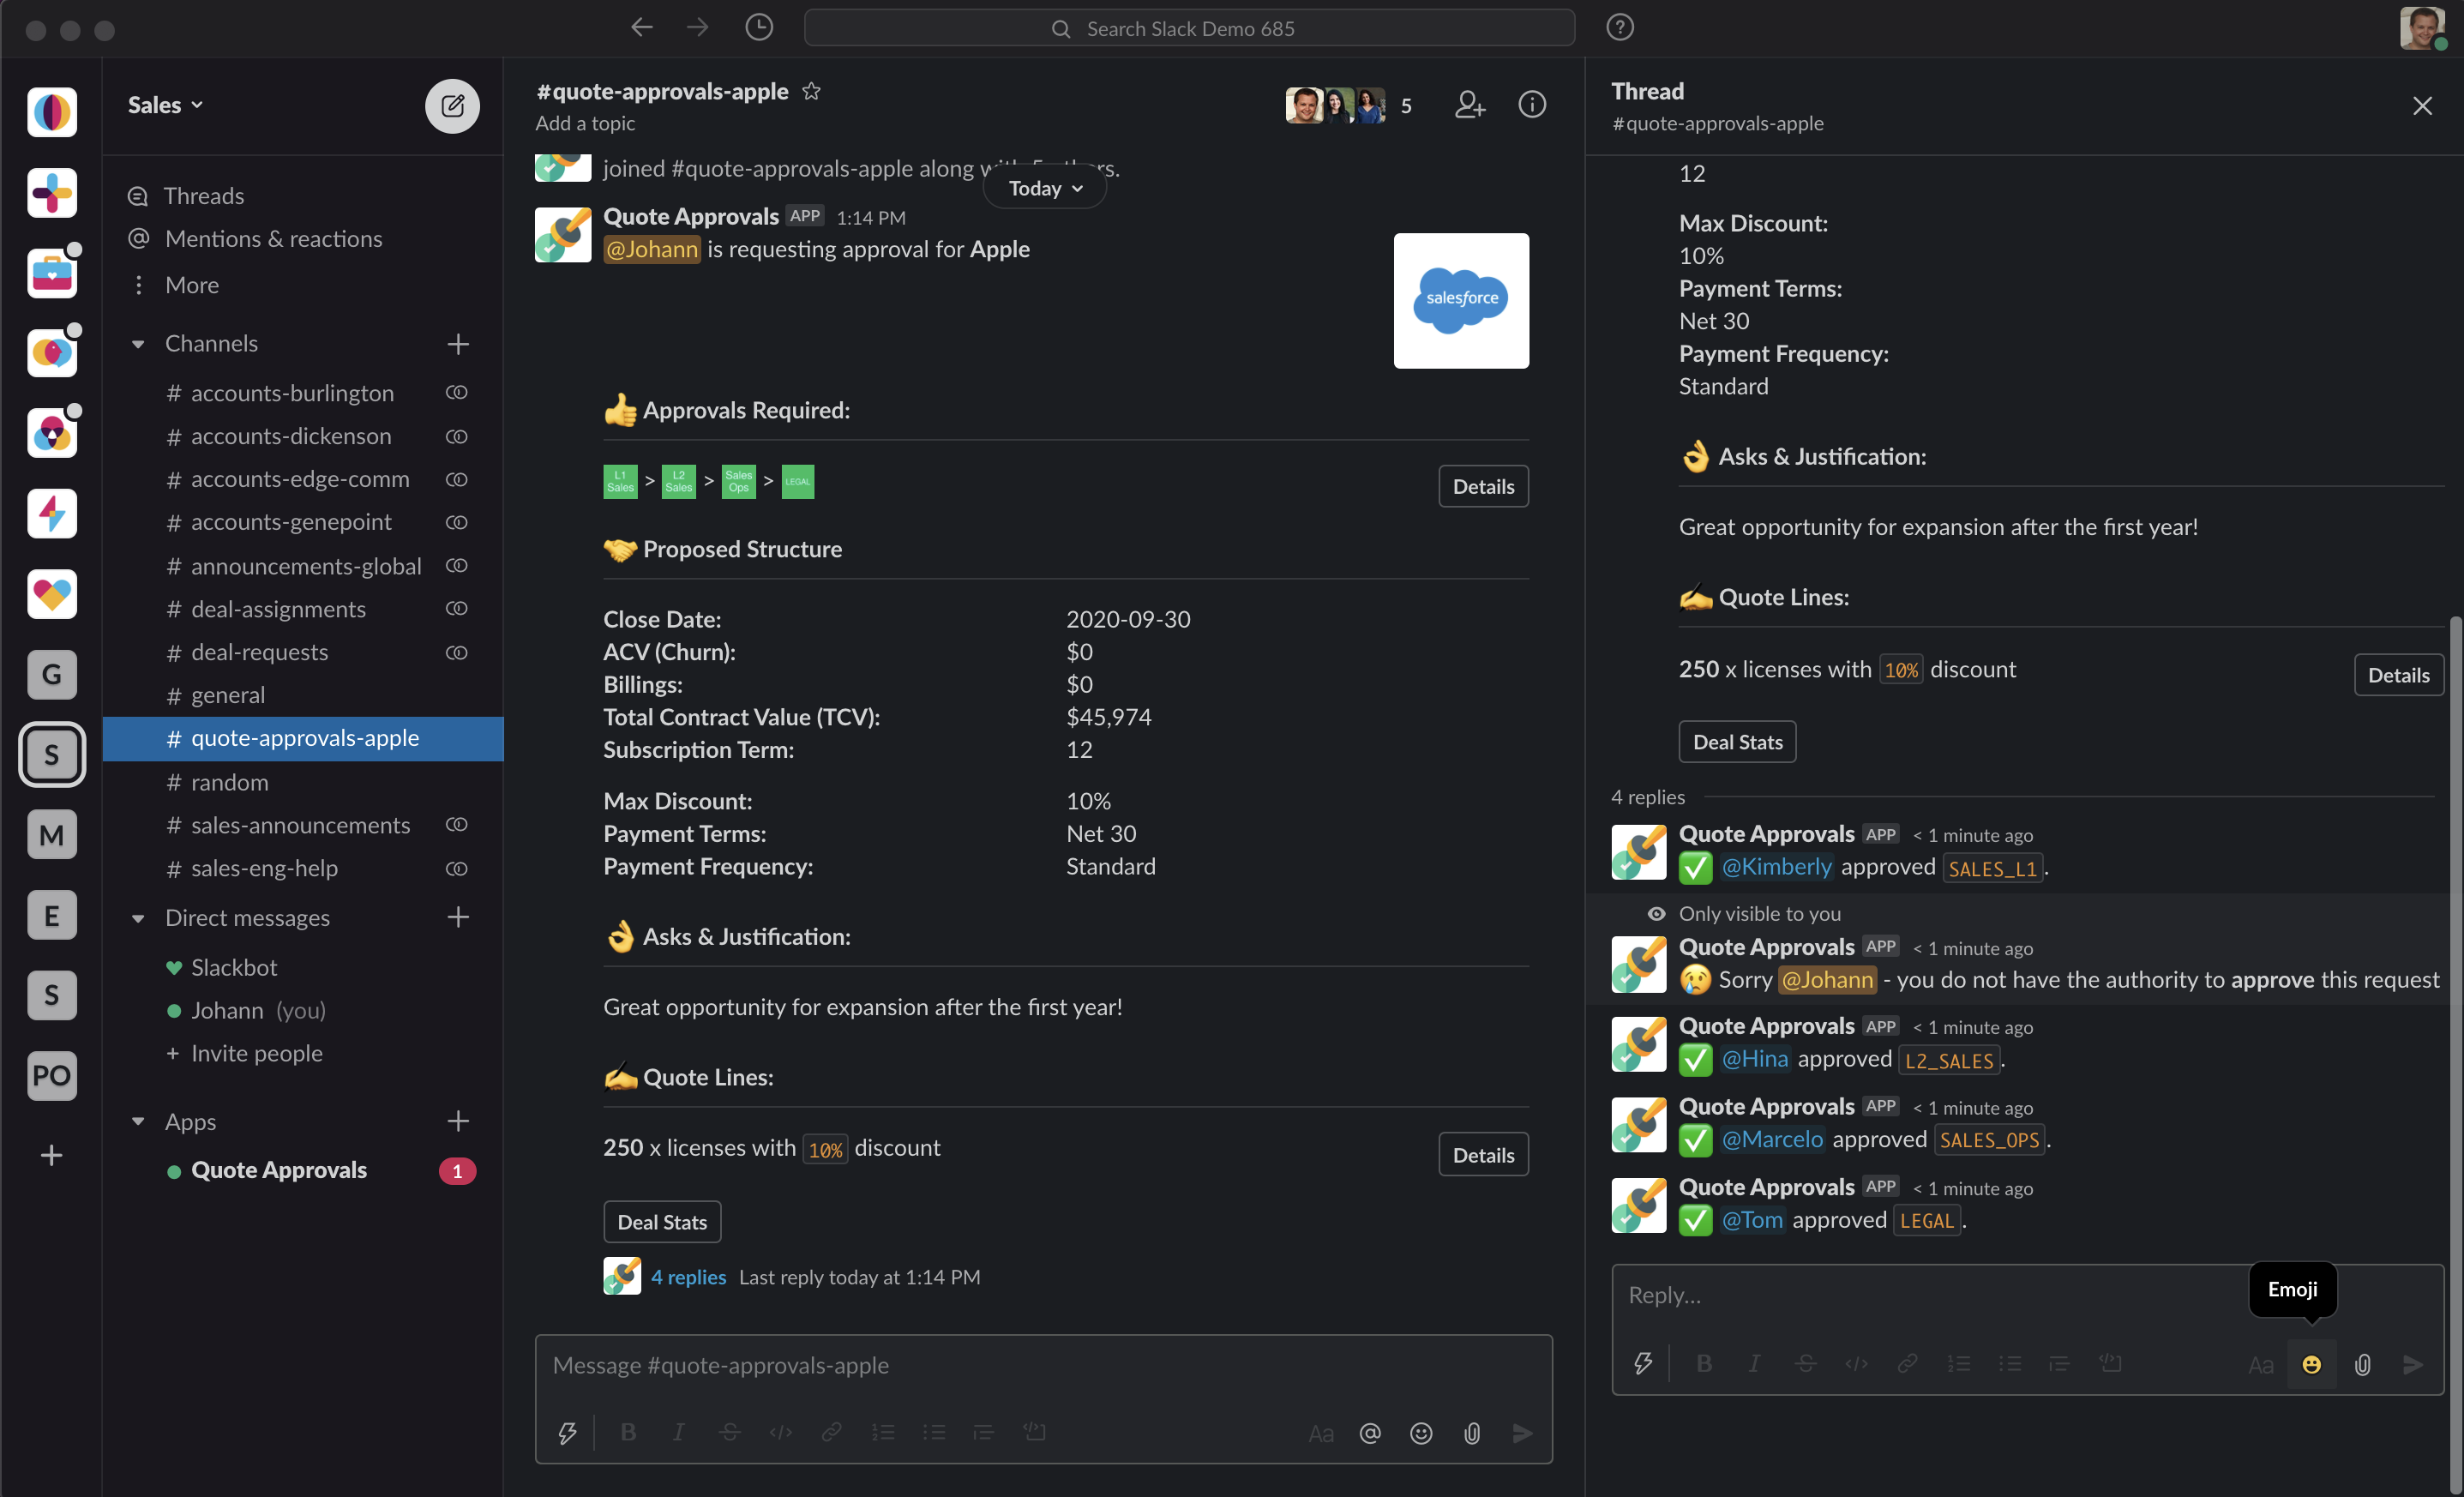 Search Slack Demo 685
Sales
Threads
Mentions & reactions
More
Channels
# accounts-burlington
# accounts-dickenson
# accounts-edge-comm
# accounts-genepoint
# announcements-global
# deal-assignments
# deal-requests
# general
# quote-approvals-apple
# random
# sales-announcements
# sales-eng-help
Direct messages
Slackbot
Johann (you)
+ Invite people
Apps
Quote Approvals 1
G
S
M
E
S
PO
#quote-approvals-apple
Add a topic
5
joined #quote-approvals-apple along with 5 others.
Today
Quote Approvals APP 1:14 PM
@Johann is requesting approval for Apple
salesforce
Approvals Required:
L1 Sales > L2 Sales > Sales Ops > LEGAL
Details
Proposed Structure
Close Date: 2020-09-30
ACV (Churn): $0
Billings: $0
Total Contract Value (TCV): $45,974
Subscription Term: 12
Max Discount: 10%
Payment Terms: Net 30
Payment Frequency: Standard
Asks & Justification:
Great opportunity for expansion after the first year!
Quote Lines:
250 x licenses with 10% discount
Details
Deal Stats
4 replies Last reply today at 1:14 PM
Message #quote-approvals-apple
B I S </> Aa @
Thread
#quote-approvals-apple
12
Max Discount:
10%
Payment Terms:
Net 30
Payment Frequency:
Standard
Asks & Justification:
Great opportunity for expansion after the first year!
Quote Lines:
250 x licenses with 10% discount
Details
Deal Stats
4 replies
Quote Approvals APP < 1 minute ago
@Kimberly approved SALES_L1.
Only visible to you
Quote Approvals APP < 1 minute ago
Sorry @Johann - you do not have the authority to approve this request
Quote Approvals APP < 1 minute ago
@Hina approved L2_SALES.
Quote Approvals APP < 1 minute ago
@Marcelo approved SALES_OPS.
Quote Approvals APP < 1 minute ago
@Tom approved LEGAL.
Emoji
Reply...
B I S </> Aa